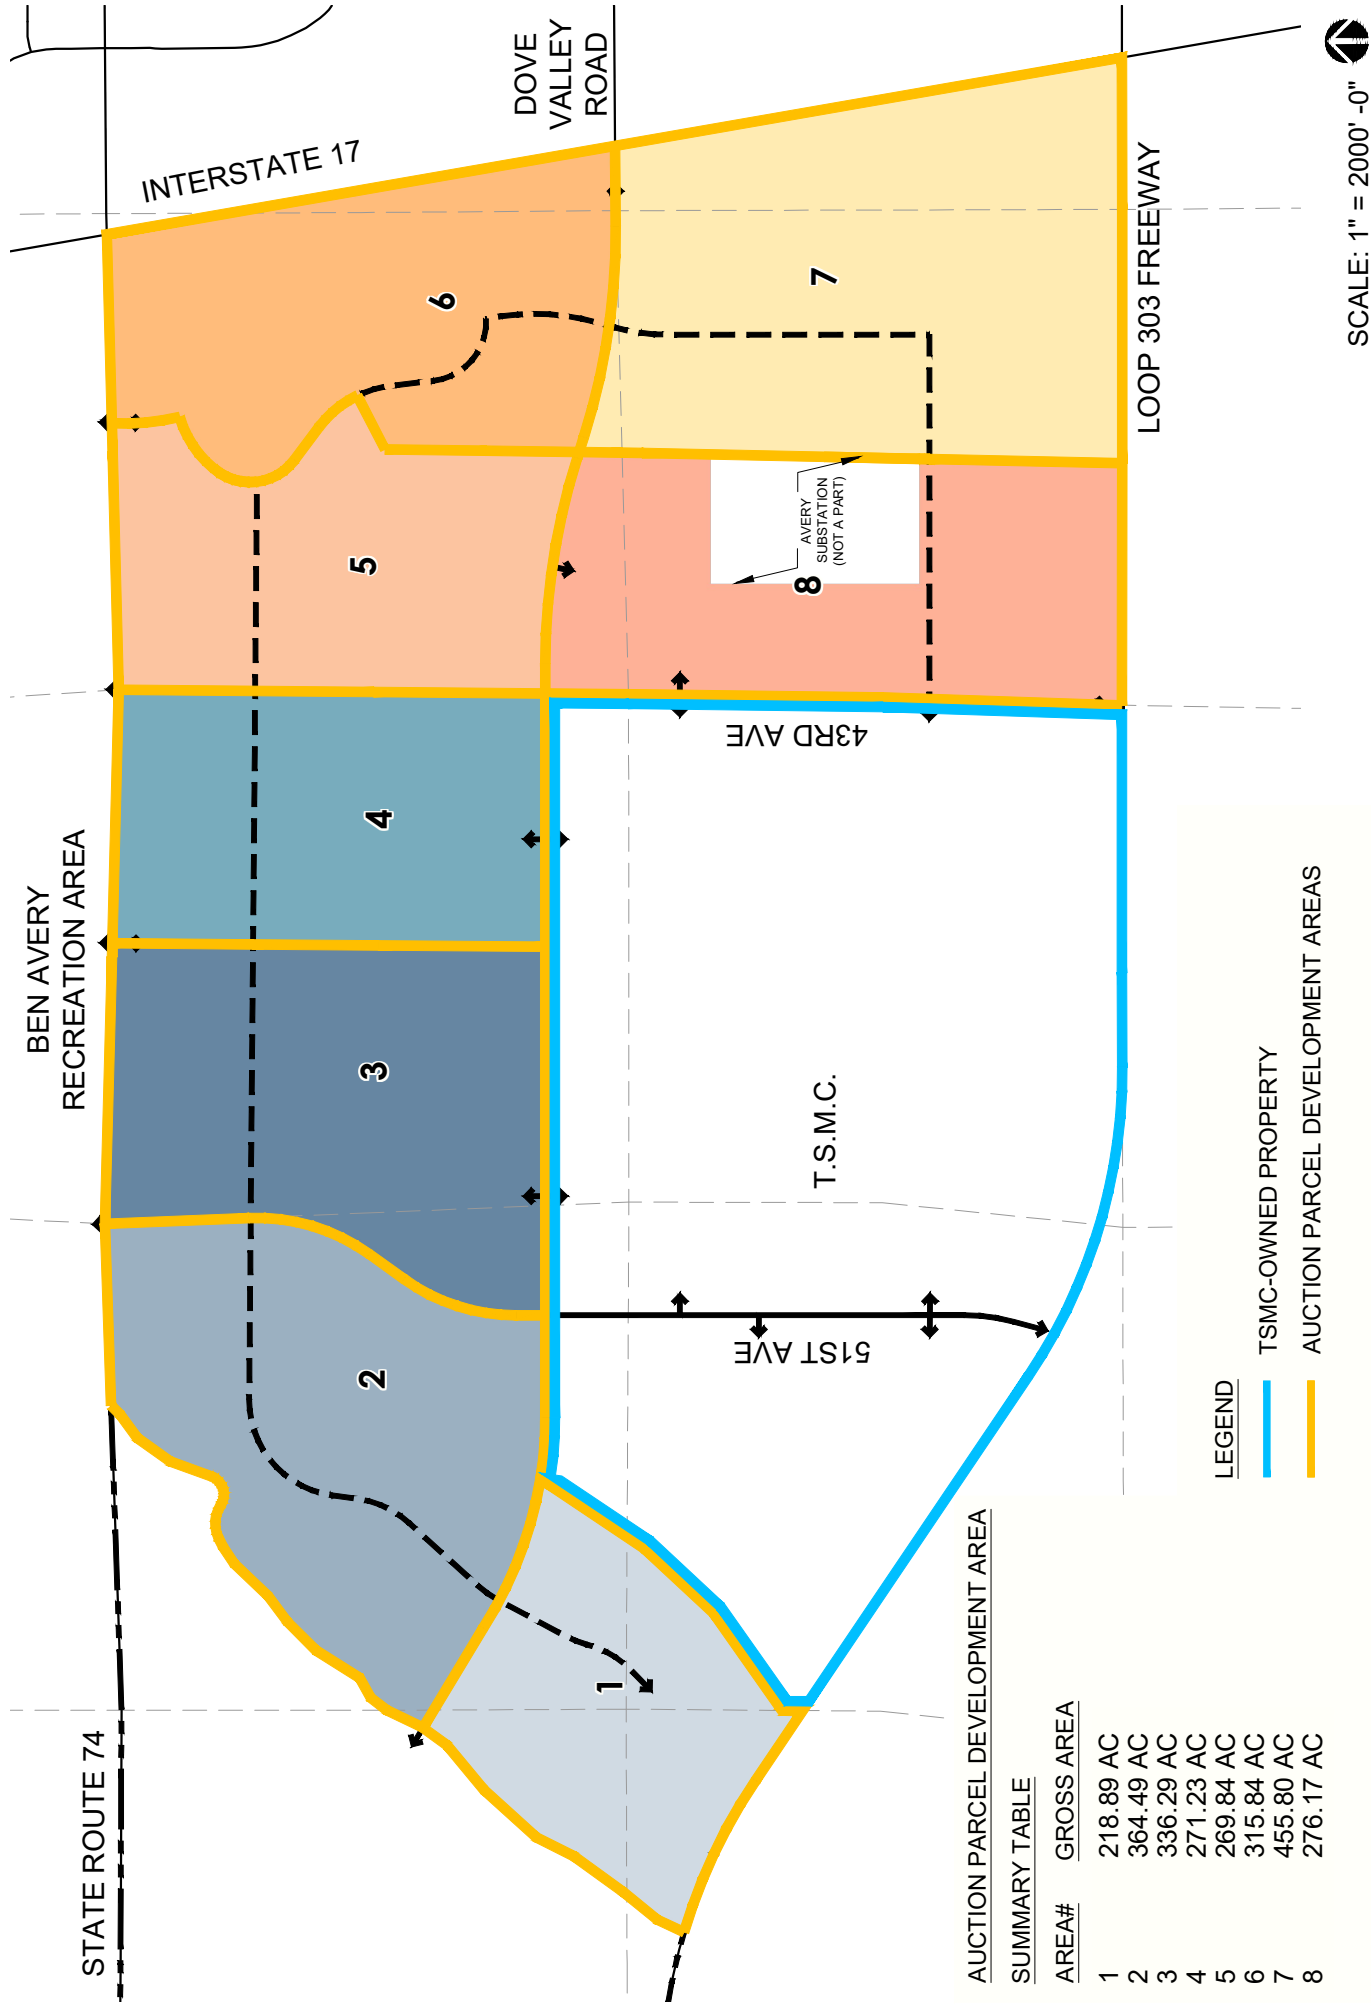 STATE ROUTE 74
BEN AVERY
RECREATION AREA
INTERSTATE 17
DOVE
VALLEY
ROAD
1
2
3
4
5
6
7
8
AVERY
SUBSTATION
(NOT A PART)
43RD AVE
51ST AVE
T.S.M.C.
LOOP 303 FREEWAY
AUCTION PARCEL DEVELOPMENT AREA
SUMMARY TABLE
AREA# GROSS AREA
1 218.89 AC
2 364.49 AC
3 336.29 AC
4 271.23 AC
5 269.84 AC
6 315.84 AC
7 455.80 AC
8 276.17 AC
LEGEND
TSMC-OWNED PROPERTY
AUCTION PARCEL DEVELOPMENT AREAS
SCALE: 1" = 2000' -0"